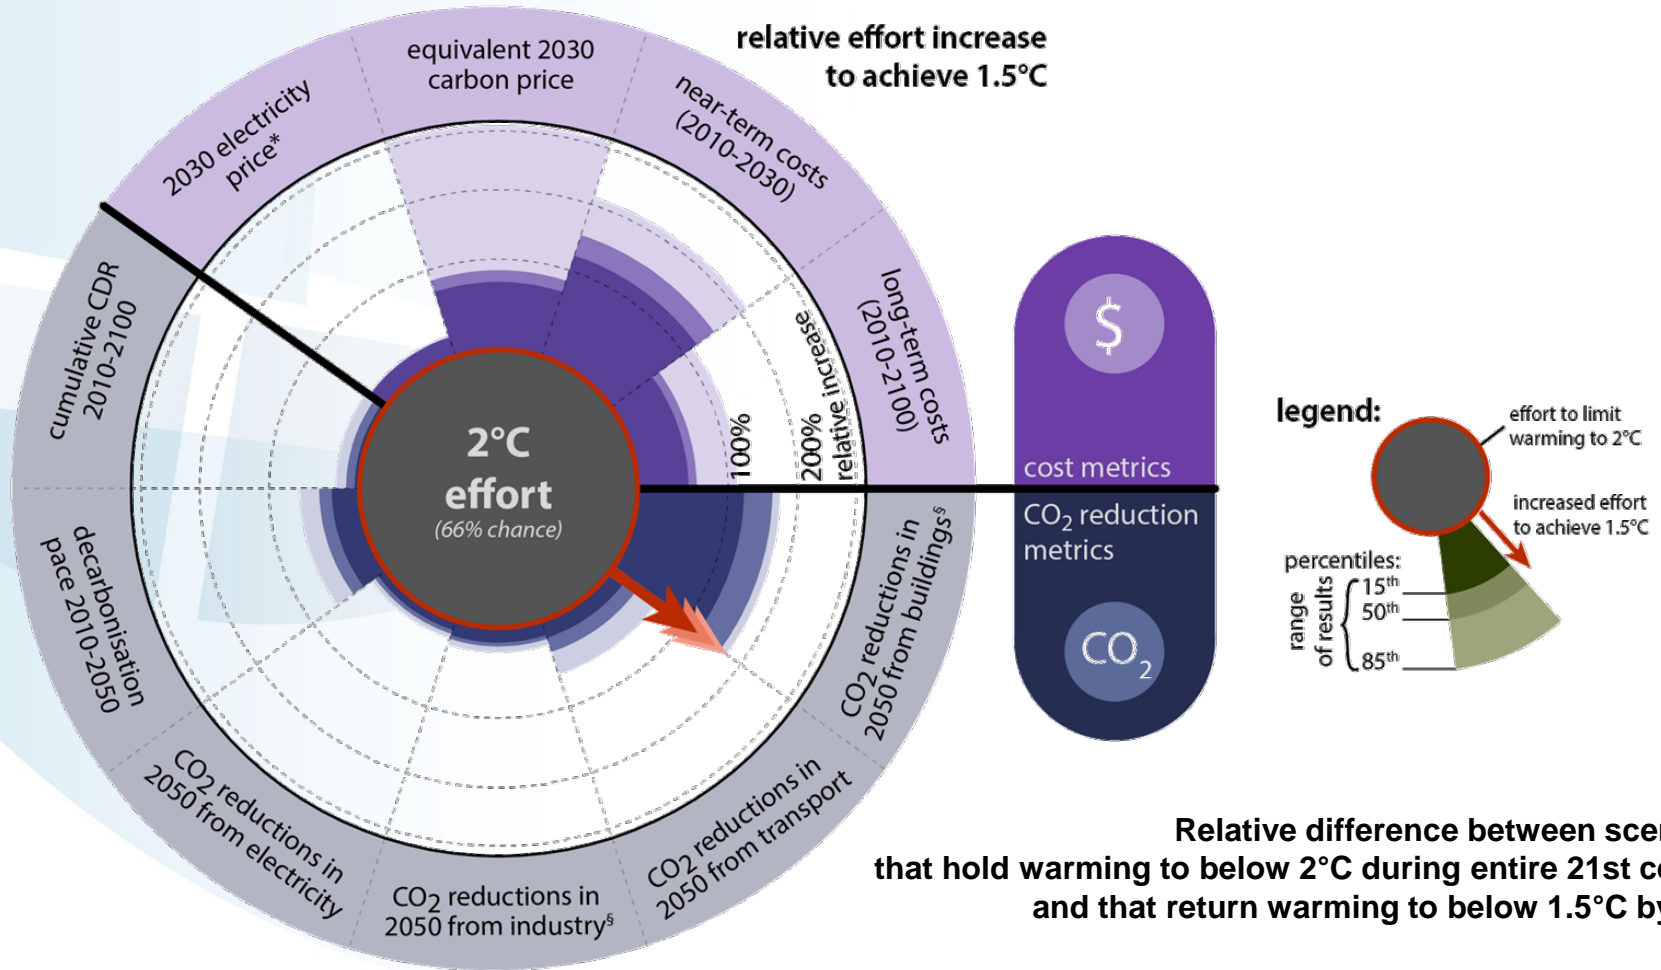 relative effort increase
to achieve 1.5°C
equivalent 2030
carbon price
near-term costs
(2010-2030)
long-term costs
(2010-2100)
2030 electricity
price*
cumulative CDR
2010-2100
decarbonisation
pace 2010-2050
CO2 reductions in
2050 from electricity
CO2 reductions in
2050 from industry§
CO2 reductions in
2050 from transport
CO2 reductions in
2050 from buildings§
2°C
effort
(66% chance)
100%
200%
relative increase
$
cost metrics
CO2 reduction
metrics
CO2
legend:
effort to limit
warming to 2°C
increased effort
to achieve 1.5°C
percentiles:
15th
50th
85th
range
of results
Relative difference between scer
that hold warming to below 2°C during entire 21st c
and that return warming to below 1.5°C by